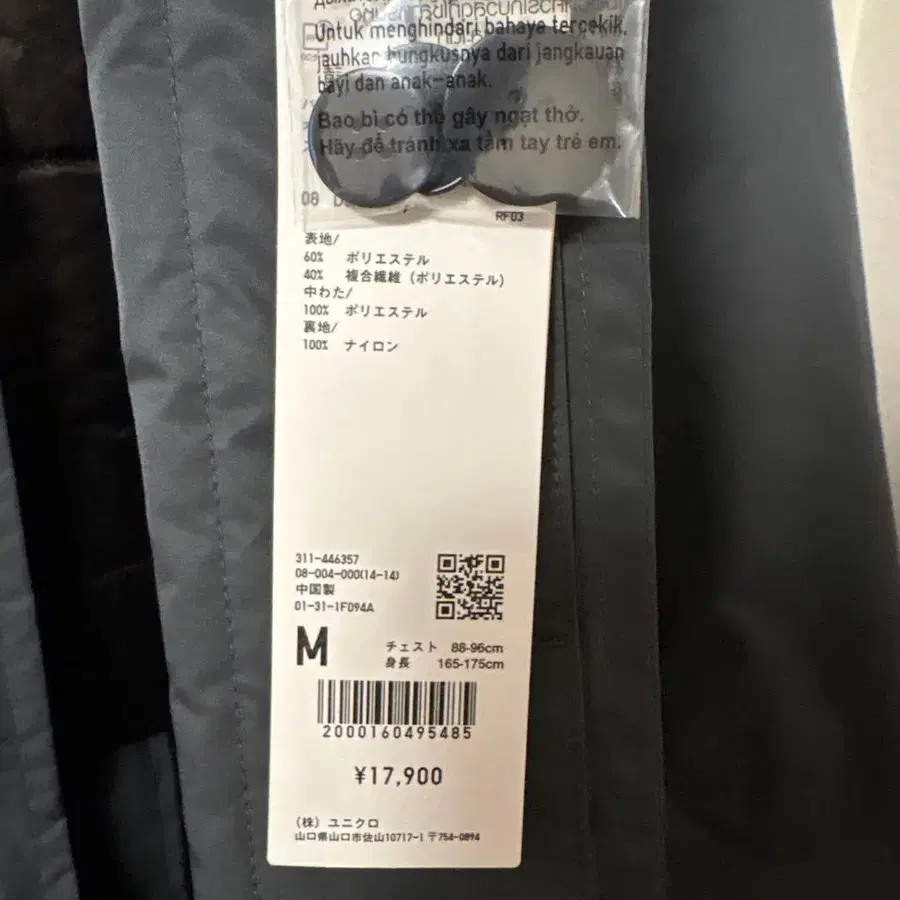 Untuk menghindari bahaya tercekik,
jauhkan bungkusnya dari jangkauan
bayi dan anak-anak.
Bao bì có thể gây ngạt thở.
Hãy để tránh xa tầm tay trẻ em.
08
RF03
表地/
60% ポリエステル
40% 複合繊維 (ポリエステル)
中わた/
100% ポリエステル
裏地/
100% ナイロン
311-446357
08-004-000(14-14)
中国製
01-31-1F094A
M
チェスト 88-96cm
身長 165-175cm
2000160495485
¥17,900
(株) ユニクロ
山口県山口市佐山10717-1 〒754-0894